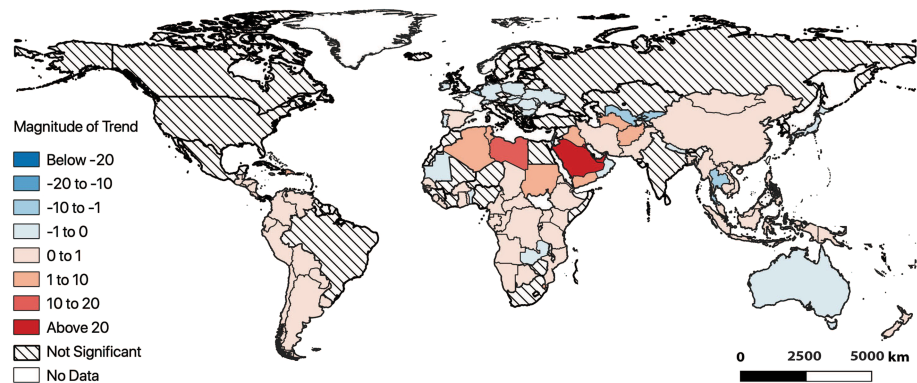 Magnitude of Trend
Below -20
-20 to -10
-10 to -1
-1 to 0
0 to 1
1 to 10
10 to 20
Above 20
Not Significant
No Data
0 2500 5000 km